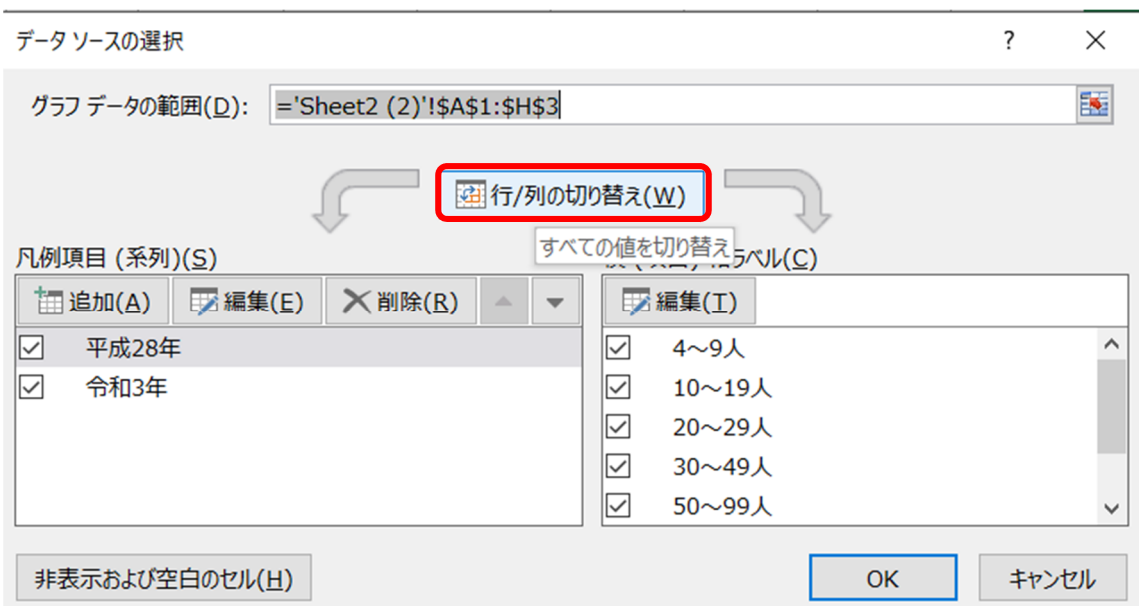 データ ソースの選択 ?
グラフ データの範囲(D): ='Sheet2 (2)'!$A$1:$H$3
行/列の切り替え(W)
すべての値を切り替え
凡例項目 (系列)(S)
ラベル(C)
追加(A) 編集(E) 削除(R)
編集(T)
平成28年
令和3年
4～9人
10～19人
20～29人
30～49人
50～99人
非表示および空白のセル(H)
OK キャンセル